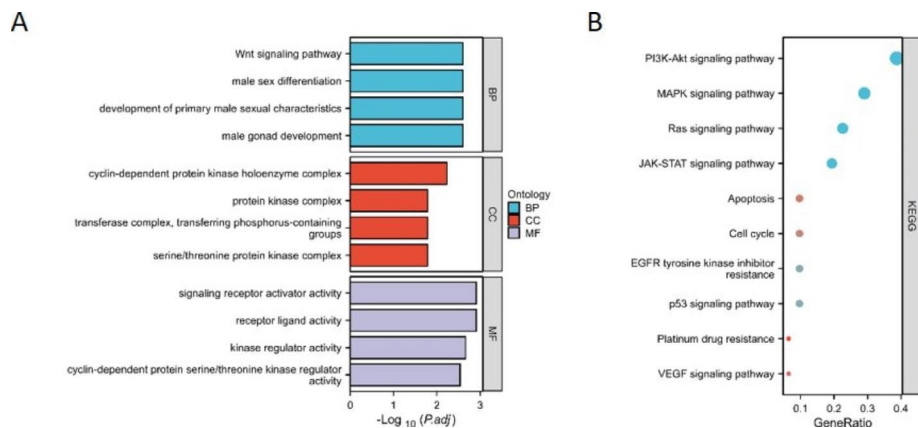 A
Wnt signaling pathway
male sex differentiation
development of primary male sexual characteristics
male gonad development
BP
cyclin-dependent protein kinase holoenzyme complex
protein kinase complex
transferase complex, transferring phosphorus-containing
groups
serine/threonine protein kinase complex
CC
signaling receptor activator activity
receptor ligand activity
kinase regulator activity
cyclin-dependent protein serine/threonine kinase regulator
activity
MF
0 1 2 3
-Log 10 (P.adj)
Ontology
BP
CC
MF
B
PI3K-Akt signaling pathway
MAPK signaling pathway
Ras signaling pathway
JAK-STAT signaling pathway
Apoptosis
Cell cycle
EGFR tyrosine kinase inhibitor
resistance
p53 signaling pathway
Platinum drug resistance
VEGF signaling pathway
KEGG
0.1 0.2 0.3 0.4
GeneRatio